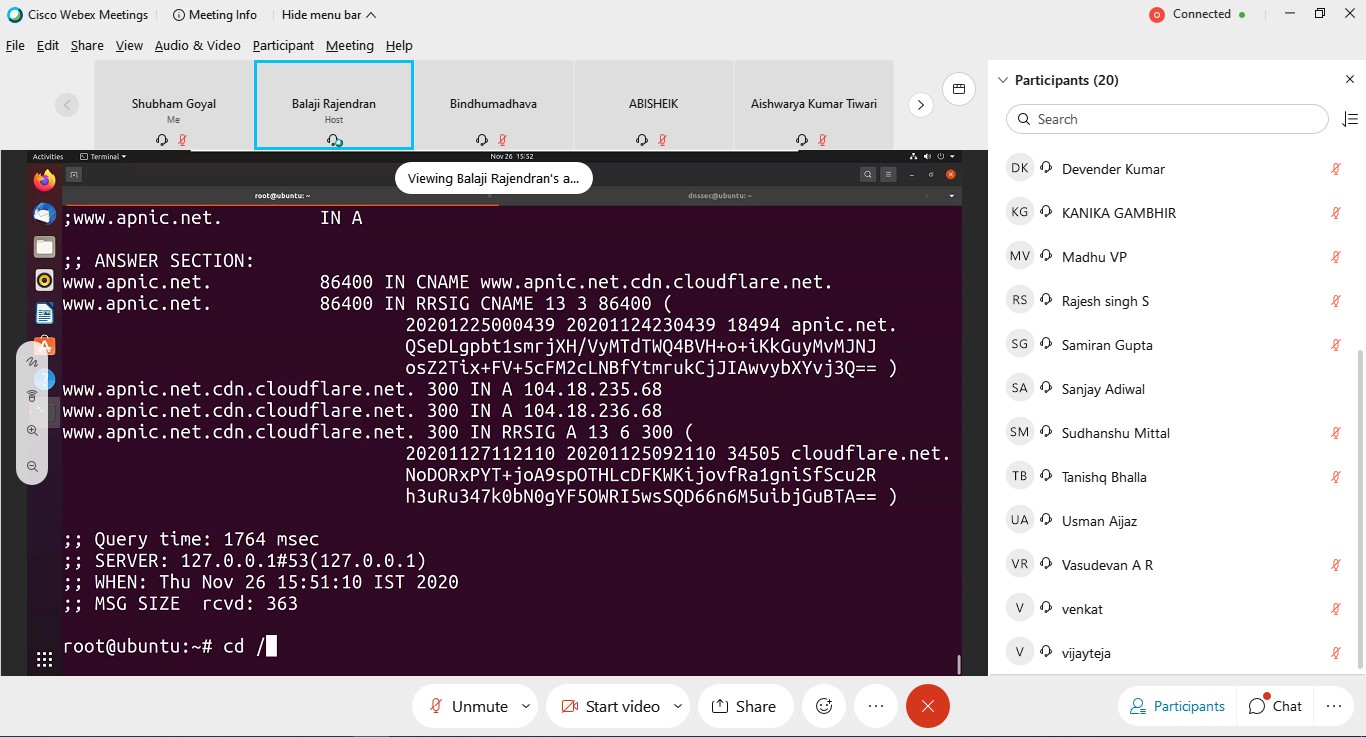 Cisco Webex Meetings Meeting Info Hide menu bar Connected
File Edit Share View Audio & Video Participant Meeting Help
Shubham Goyal
Me
Balaji Rajendran
Host
Bindhumadhava
ABISHEIK
Aishwarya Kumar Tiwari
Activities Terminal Nov 26 15:52
Viewing Balaji Rajendran's a...
root@ubuntu: ~ dnssec@ubuntu: ~
;www.apnic.net. IN A
;; ANSWER SECTION:
www.apnic.net. 86400 IN CNAME www.apnic.net.cdn.cloudflare.net.
www.apnic.net. 86400 IN RRSIG CNAME 13 3 86400 (
20201225000439 20201124230439 18494 apnic.net.
QSeDLgpbt1smrjXH/VyMTdTWQ4BVH+o+iKkGuyMvMJNJ
osZ2Tix+FV+5cFM2cLNBfYtmrukCjJIAwvybXYvj3Q== )
www.apnic.net.cdn.cloudflare.net. 300 IN A 104.18.235.68
www.apnic.net.cdn.cloudflare.net. 300 IN A 104.18.236.68
www.apnic.net.cdn.cloudflare.net. 300 IN RRSIG A 13 6 300 (
20201127112110 20201125092110 34505 cloudflare.net.
NoDORxPYT+joA9spOTHLcDFKWKijovfRa1gniSfScu2R
h3uRu347k0bN0gYF5OWRI5wsSQD66n6M5uibjGuBTA== )
;; Query time: 1764 msec
;; SERVER: 127.0.0.1#53(127.0.0.1)
;; WHEN: Thu Nov 26 15:51:10 IST 2020
;; MSG SIZE rcvd: 363
root@ubuntu:~# cd /
Participants (20)
Search
DK Devender Kumar
KG KANIKA GAMBHIR
MV Madhu VP
RS Rajesh singh S
SG Samiran Gupta
SA Sanjay Adiwal
SM Sudhanshu Mittal
TB Tanishq Bhalla
UA Usman Aijaz
VR Vasudevan A R
V venkat
V vijayteja
Unmute Start video Share Participants Chat